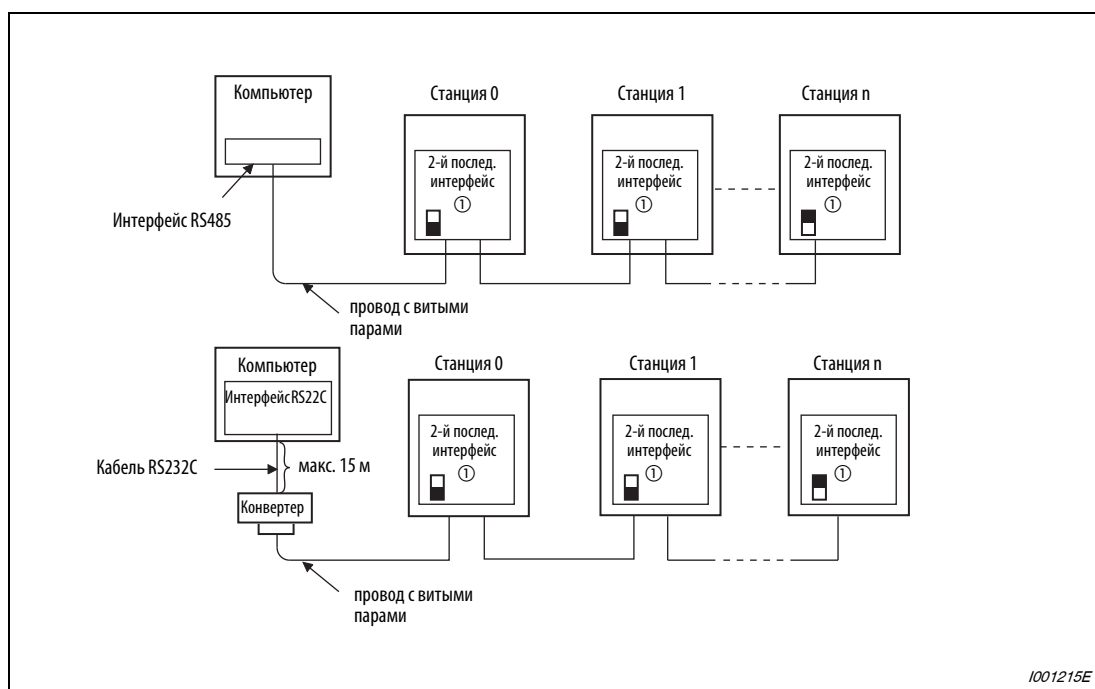 Компьютер
Станция 0
Станция 1
Станция n
2-й послед.
интерфейс
①
2-й послед.
интерфейс
①
2-й послед.
интерфейс
①
Интерфейс RS485
провод с витыми
парами
Компьютер
Станция 0
Станция 1
Станция n
ИнтерфейсRS22C
2-й послед.
интерфейс
①
2-й послед.
интерфейс
①
2-й послед.
интерфейс
①
Кабель RS232C
макс. 15 м
Конвертер
провод с витыми
парами
I001215E